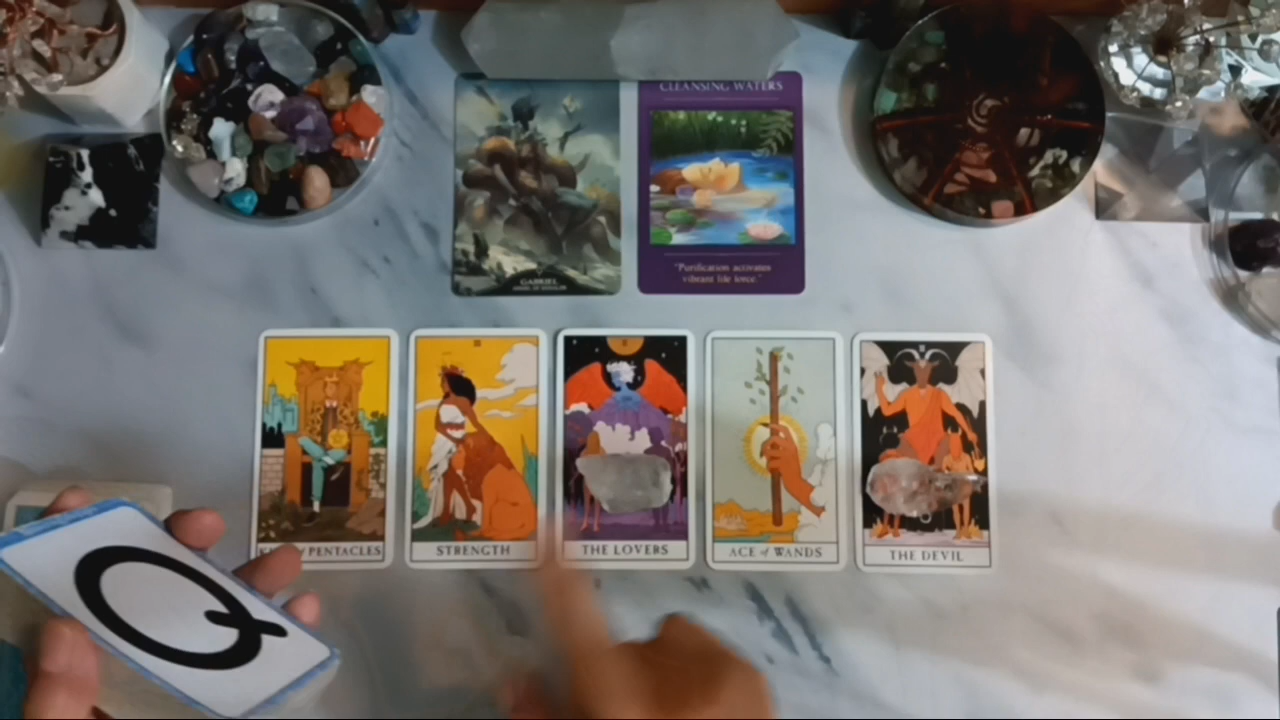 CLEANSING WATERS
GABRIEL
"Purification activates
vibrant life force."
PENTACLES
STRENGTH
THE LOVERS
ACE of WANDS
THE DEVIL
Q